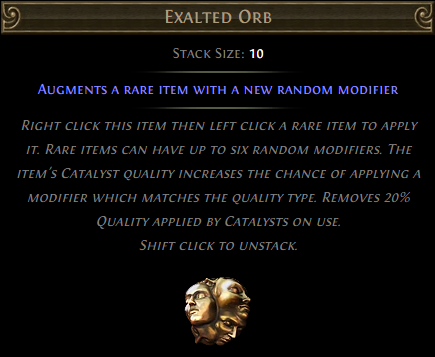 Exalted Orb
Stack Size: 10
Augments a rare item with a new random modifier
Right click this item then left click a rare item to apply
it. Rare items can have up to six random modifiers. The
item's Catalyst quality increases the chance of applying a
modifier which matches the quality type. Removes 20%
Quality applied by Catalysts on use.
Shift click to unstack.